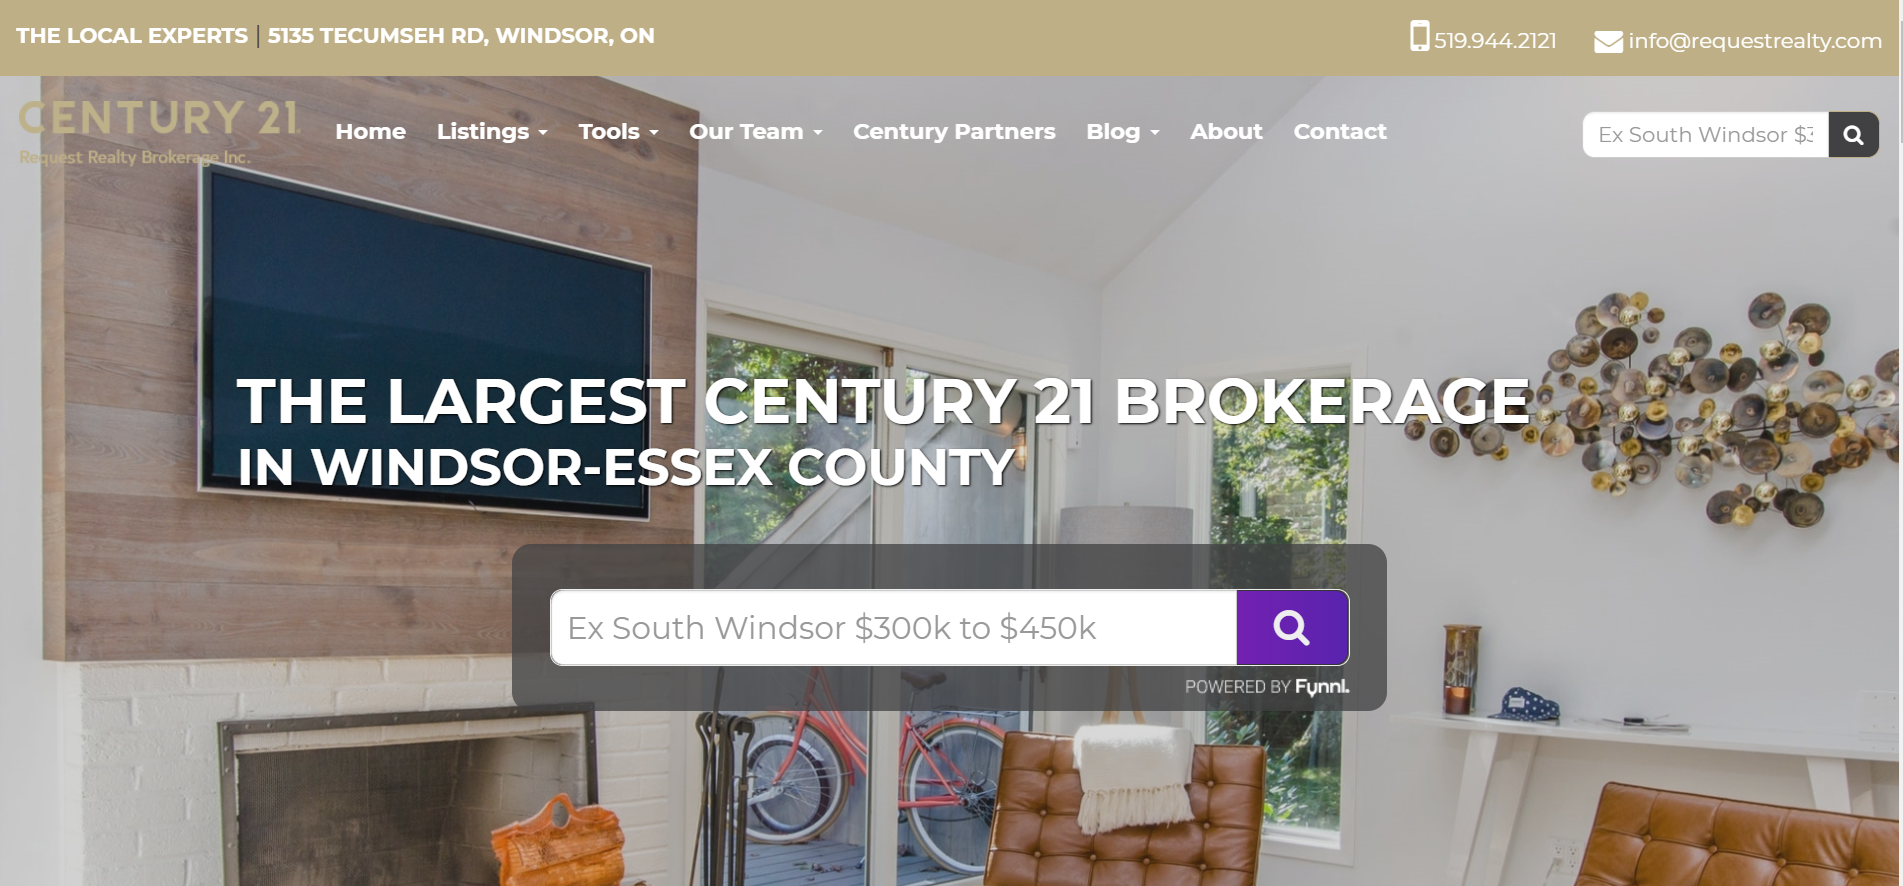 THE LOCAL EXPERTS | 5135 TECUMSEH RD, WINDSOR, ON
519.944.2121
info@requestrealty.com
CENTURY 21
Request Realty Brokerage Inc.
Home Listings Tools Our Team Century Partners Blog About Contact
Ex South Windsor $3
THE LARGEST CENTURY 21 BROKERAGE
IN WINDSOR-ESSEX COUNTY
Ex South Windsor $300k to $450k
POWERED BY Fynnl.